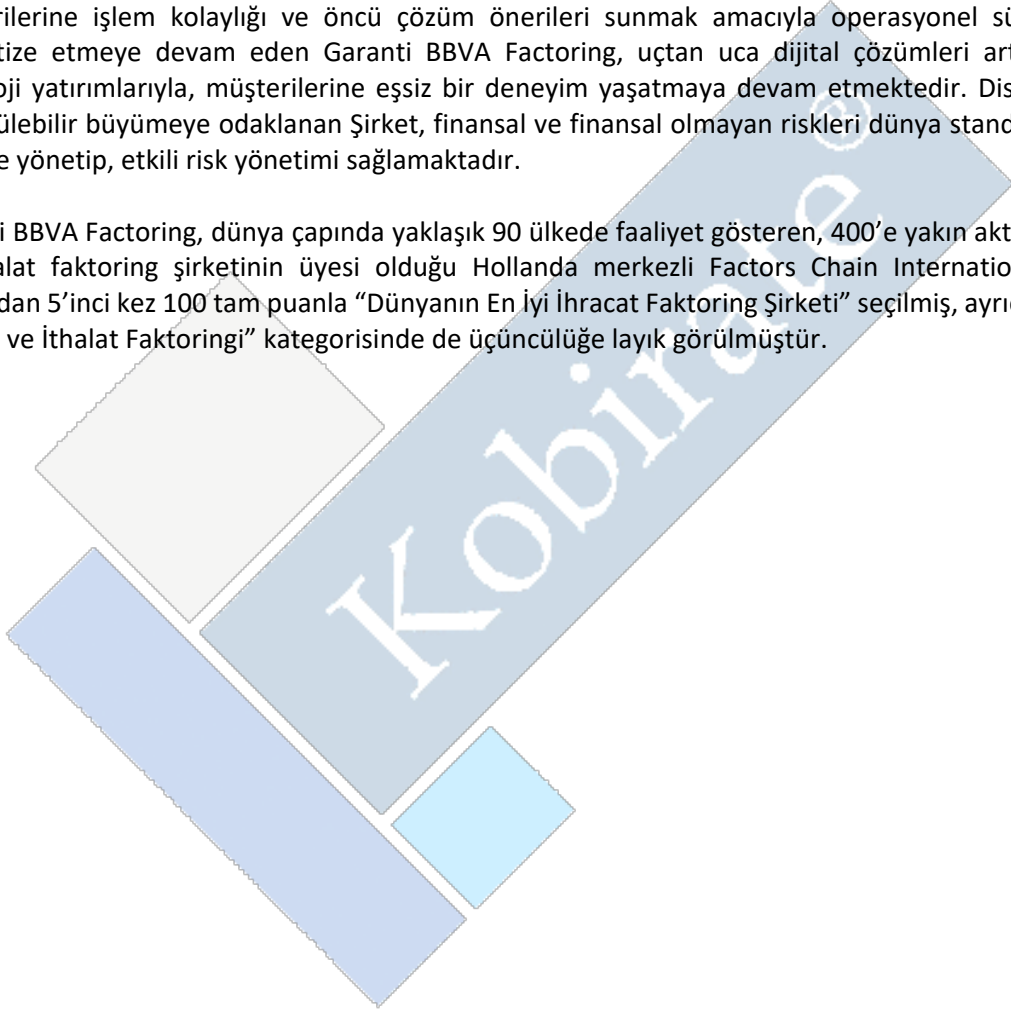 rilerine işlem kolaylığı ve öncü çözüm önerileri sunmak amacıyla operasyonel sü
tize etmeye devam eden Garanti BBVA Factoring, uçtan uca dijital çözümleri art
oji yatırımlarıyla, müşterilerine eşsiz bir deneyim yaşatmaya devam etmektedir. Dis
ülebilir büyümeye odaklanan Şirket, finansal ve finansal olmayan riskleri dünya stand
e yönetip, etkili risk yönetimi sağlamaktadır.
i BBVA Factoring, dünya çapında yaklaşık 90 ülkede faaliyet gösteren, 400’e yakın akt
alat faktoring şirketinin üyesi olduğu Hollanda merkezli Factors Chain Internatio
dan 5’inci kez 100 tam puanla “Dünyanın En İyi İhracat Faktoring Şirketi” seçilmiş, ayrı
ve İthalat Faktoringi” kategorisinde de üçüncülüğe layık görülmüştür.
Kobirate ®